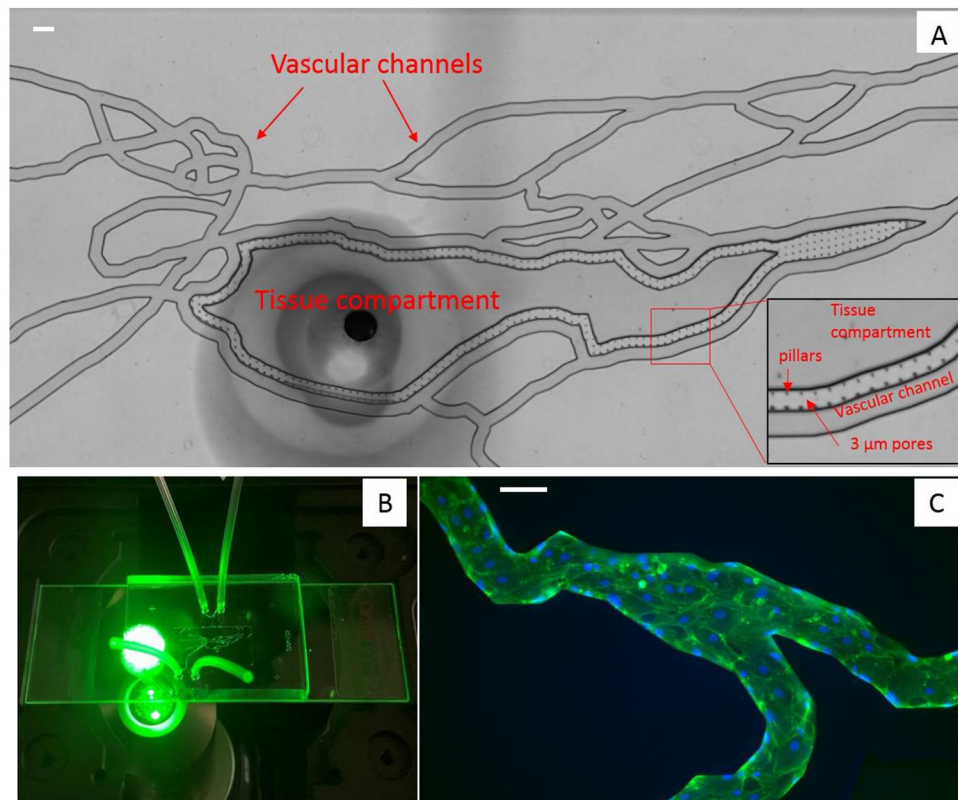 A
Vascular channels
Tissue compartment
Tissue
compartment
pillars
Vascular channel
3 µm pores
B
C